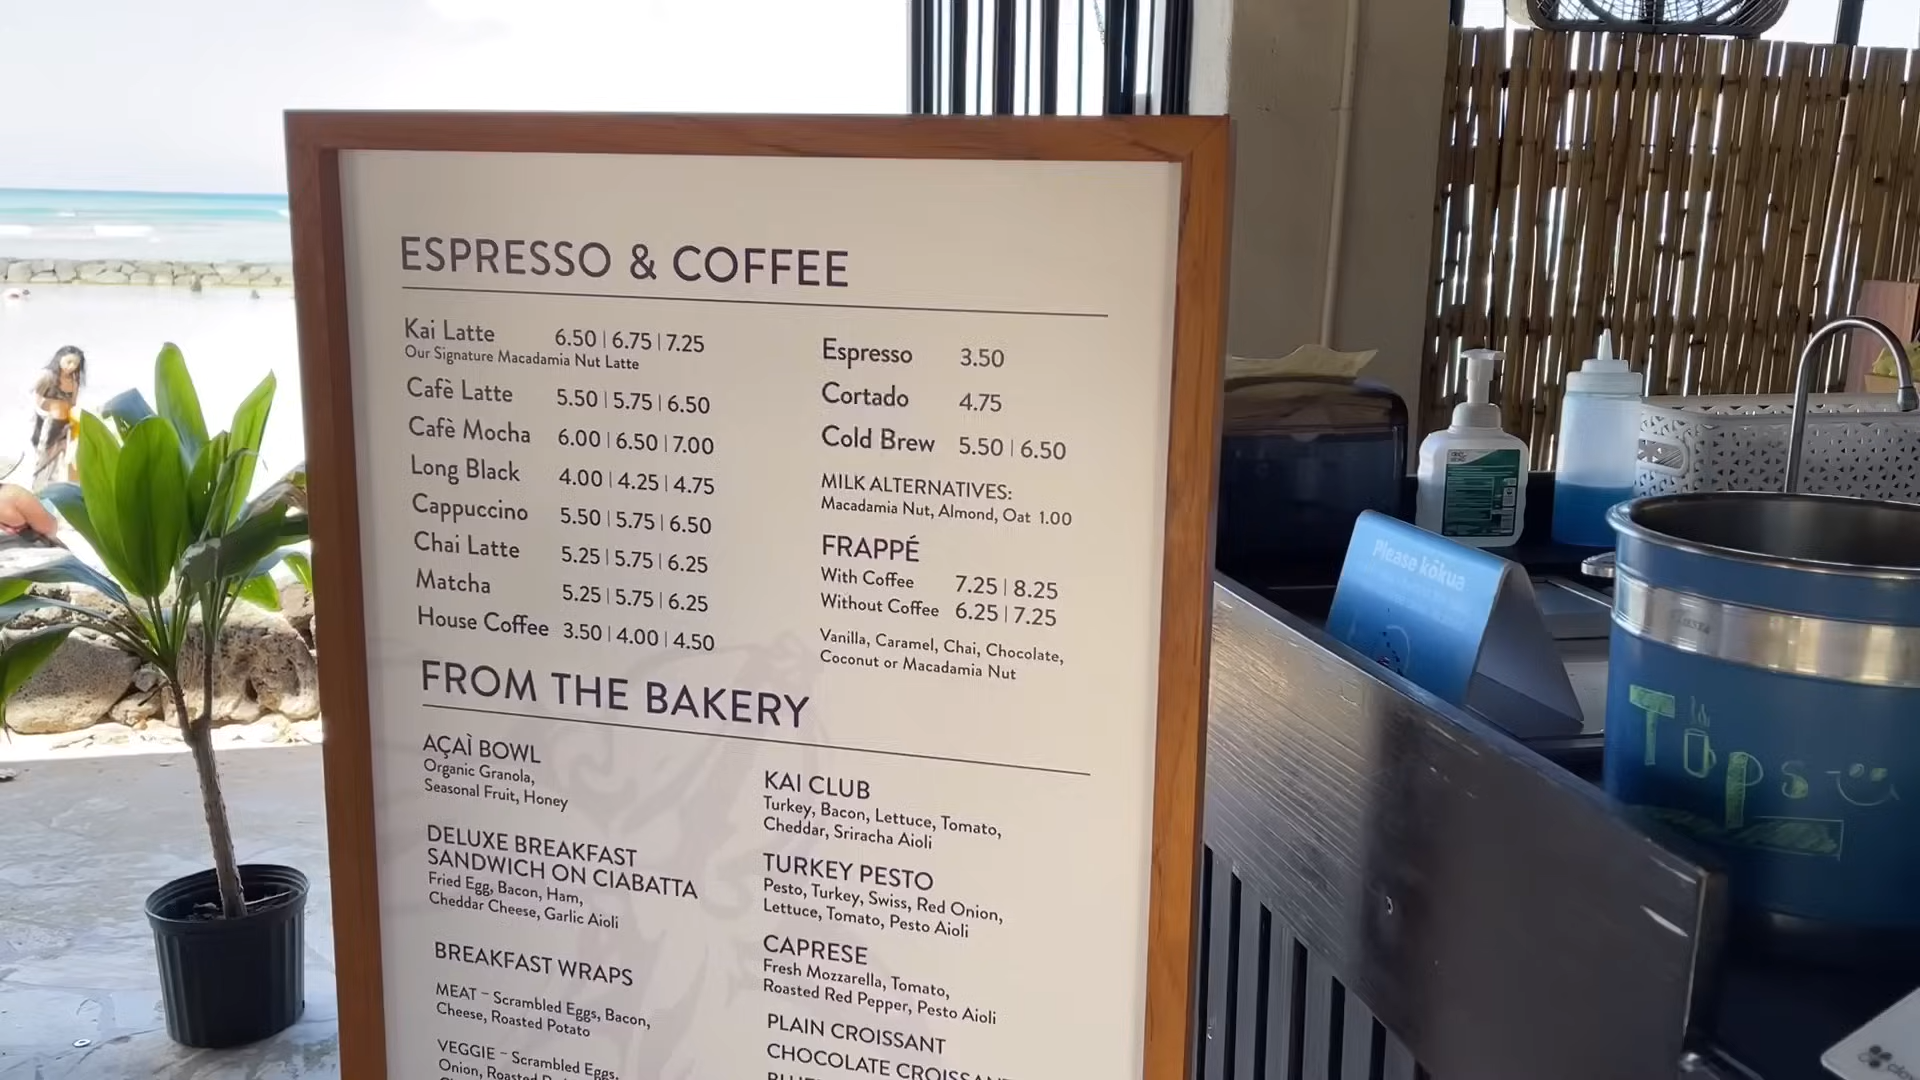 ESPRESSO & COFFEE
Kai Latte 6.50 | 6.75 | 7.25
Our Signature Macadamia Nut Latte
Cafè Latte 5.50 | 5.75 | 6.50
Cafè Mocha 6.00 | 6.50 | 7.00
Long Black 4.00 | 4.25 | 4.75
Cappuccino 5.50 | 5.75 | 6.50
Chai Latte 5.25 | 5.75 | 6.25
Matcha 5.25 | 5.75 | 6.25
House Coffee 3.50 | 4.00 | 4.50
Espresso 3.50
Cortado 4.75
Cold Brew 5.50 | 6.50
MILK ALTERNATIVES:
Macadamia Nut, Almond, Oat 1.00
FRAPPÉ
With Coffee 7.25 | 8.25
Without Coffee 6.25 | 7.25
Vanilla, Caramel, Chai, Chocolate,
Coconut or Macadamia Nut
FROM THE BAKERY
AÇAÌ BOWL
Organic Granola,
Seasonal Fruit, Honey
DELUXE BREAKFAST
SANDWICH ON CIABATTA
Fried Egg, Bacon, Ham,
Cheddar Cheese, Garlic Aioli
BREAKFAST WRAPS
MEAT – Scrambled Eggs, Bacon,
Cheese, Roasted Potato
VEGGIE – Scrambled Eggs,
Onion, Roasted
KAI CLUB
Turkey, Bacon, Lettuce, Tomato,
Cheddar, Sriracha Aioli
TURKEY PESTO
Pesto, Turkey, Swiss, Red Onion,
Lettuce, Tomato, Pesto Aioli
CAPRESE
Fresh Mozzarella, Tomato,
Roasted Red Pepper, Pesto Aioli
PLAIN CROISSANT
CHOCOLATE CROISSANT
Please kōkua
Tips